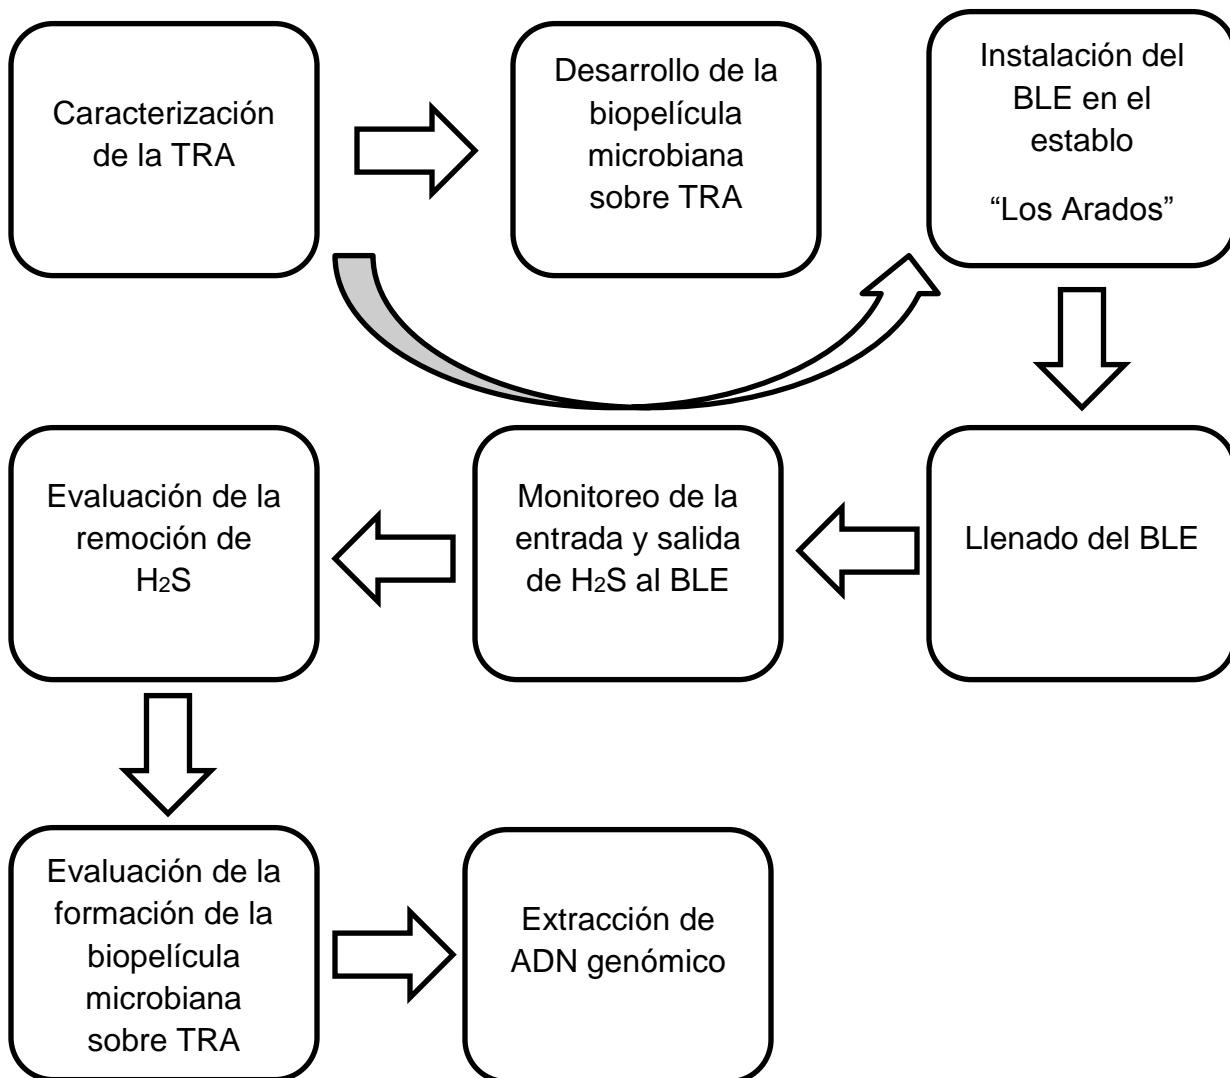 Caracterización
de la TRA
Desarrollo de la
biopelícula
microbiana
sobre TRA
Instalación del
BLE en el
establo
“Los Arados”
Evaluación de la
remoción de
H2S
Monitoreo de la
entrada y salida
de H2S al BLE
Llenado del BLE
Evaluación de la
formación de la
biopelícula
microbiana
sobre TRA
Extracción de
ADN genómico